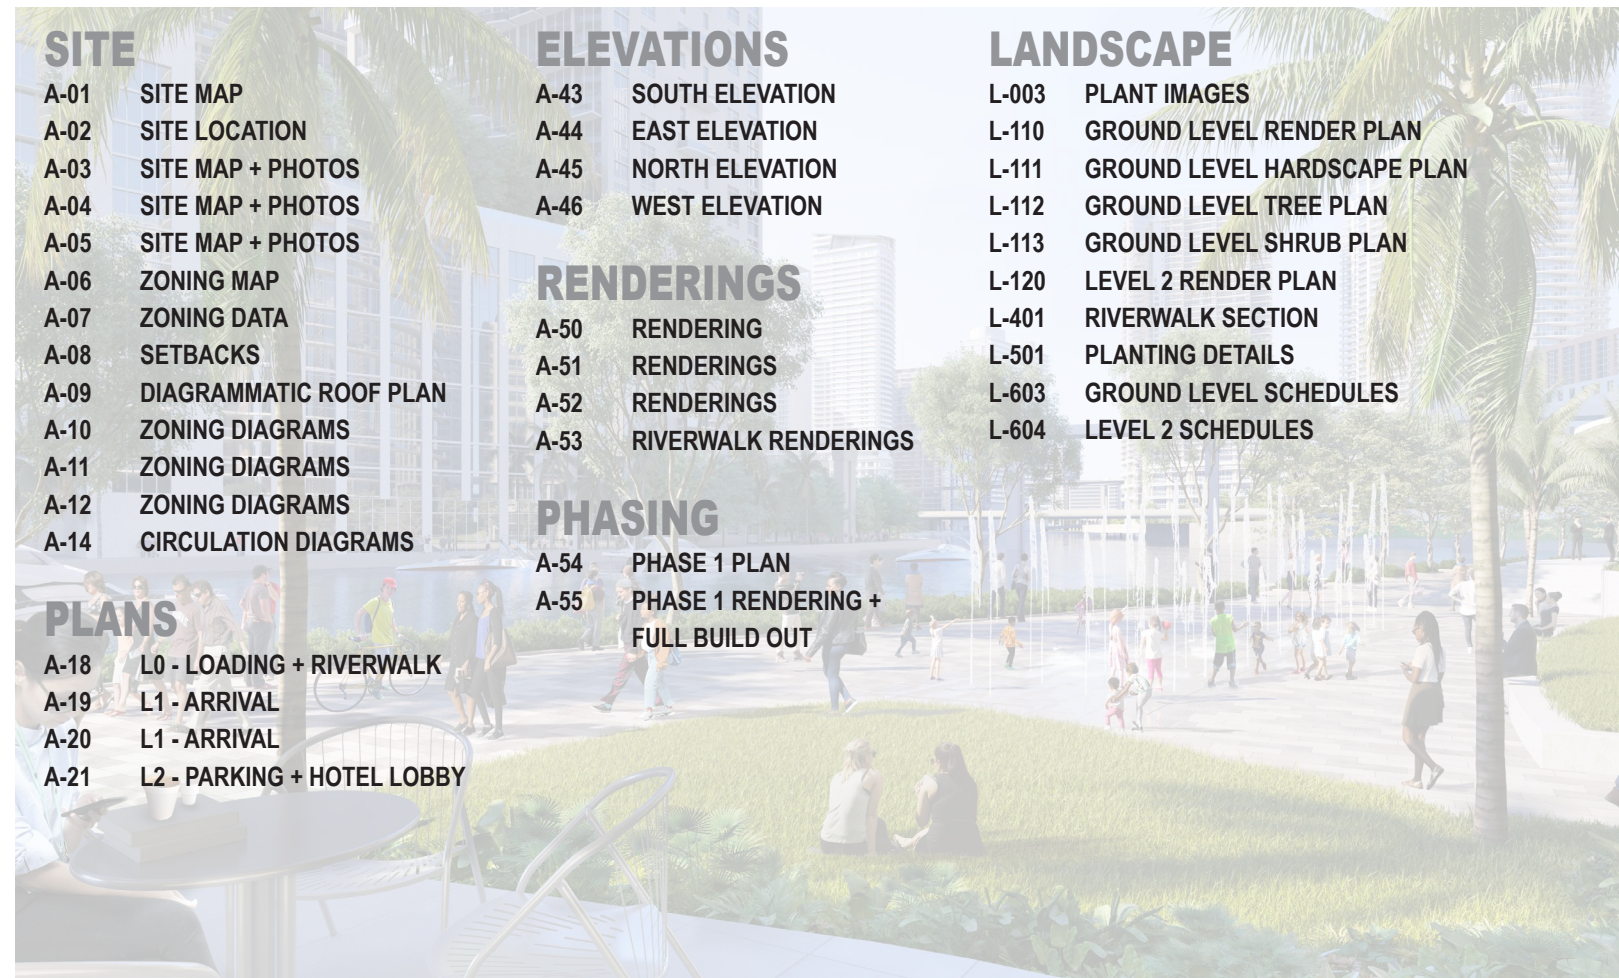 SITE
A-01 SITE MAP
A-02 SITE LOCATION
A-03 SITE MAP + PHOTOS
A-04 SITE MAP + PHOTOS
A-05 SITE MAP + PHOTOS
A-06 ZONING MAP
A-07 ZONING DATA
A-08 SETBACKS
A-09 DIAGRAMMATIC ROOF PLAN
A-10 ZONING DIAGRAMS
A-11 ZONING DIAGRAMS
A-12 ZONING DIAGRAMS
A-14 CIRCULATION DIAGRAMS
PLANS
A-18 L0 - LOADING + RIVERWALK
A-19 L1 - ARRIVAL
A-20 L1 - ARRIVAL
A-21 L2 - PARKING + HOTEL LOBBY
ELEVATIONS
A-43 SOUTH ELEVATION
A-44 EAST ELEVATION
A-45 NORTH ELEVATION
A-46 WEST ELEVATION
RENDERINGS
A-50 RENDERING
A-51 RENDERINGS
A-52 RENDERINGS
A-53 RIVERWALK RENDERINGS
PHASING
A-54 PHASE 1 PLAN
A-55 PHASE 1 RENDERING +
FULL BUILD OUT
LANDSCAPE
L-003 PLANT IMAGES
L-110 GROUND LEVEL RENDER PLAN
L-111 GROUND LEVEL HARDSCAPE PLAN
L-112 GROUND LEVEL TREE PLAN
L-113 GROUND LEVEL SHRUB PLAN
L-120 LEVEL 2 RENDER PLAN
L-401 RIVERWALK SECTION
L-501 PLANTING DETAILS
L-603 GROUND LEVEL SCHEDULES
L-604 LEVEL 2 SCHEDULES